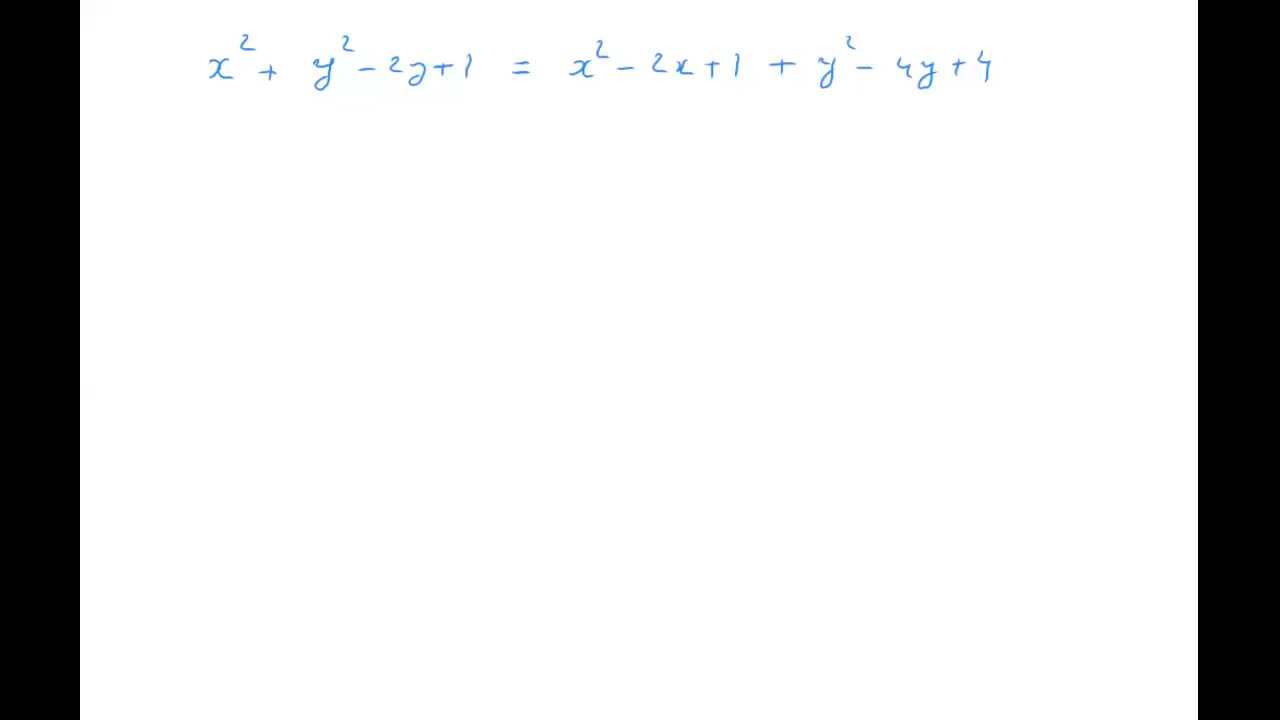 x² + y² - 2y + 1 = x² - 2x + 1 + y² - 4y + 4